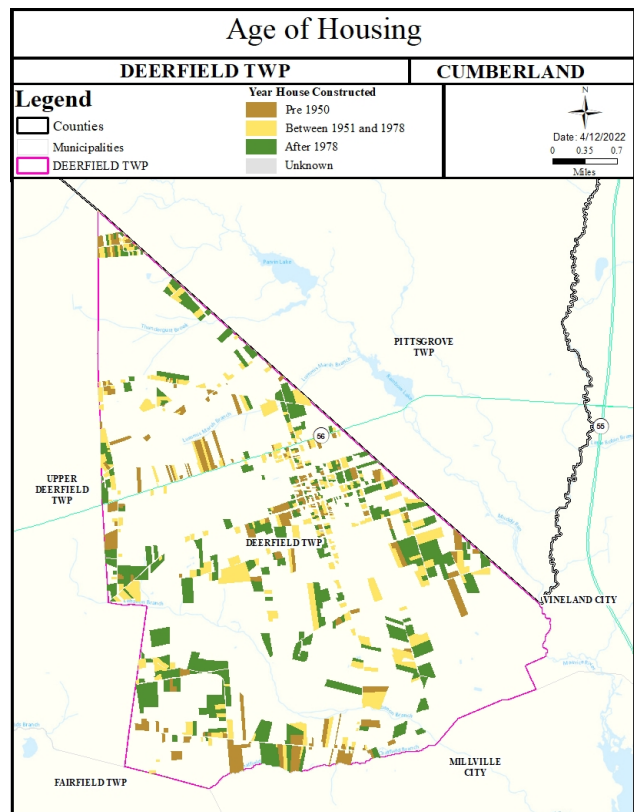 Age of Housing
DEERFIELD TWP
CUMBERLAND
Legend
Counties
Municipalities
DEERFIELD TWP
Year House Constructed
Pre 1950
Between 1951 and 1978
After 1978
Unknown
N
Date: 4/12/2022
0 0.35 0.7
Miles
PITTSGROVE
TWP
56
55
UPPER
DEERFIELD
TWP
DEERFIELD TWP
VINELAND CITY
MILLVILLE
CITY
FAIRFIELD TWP